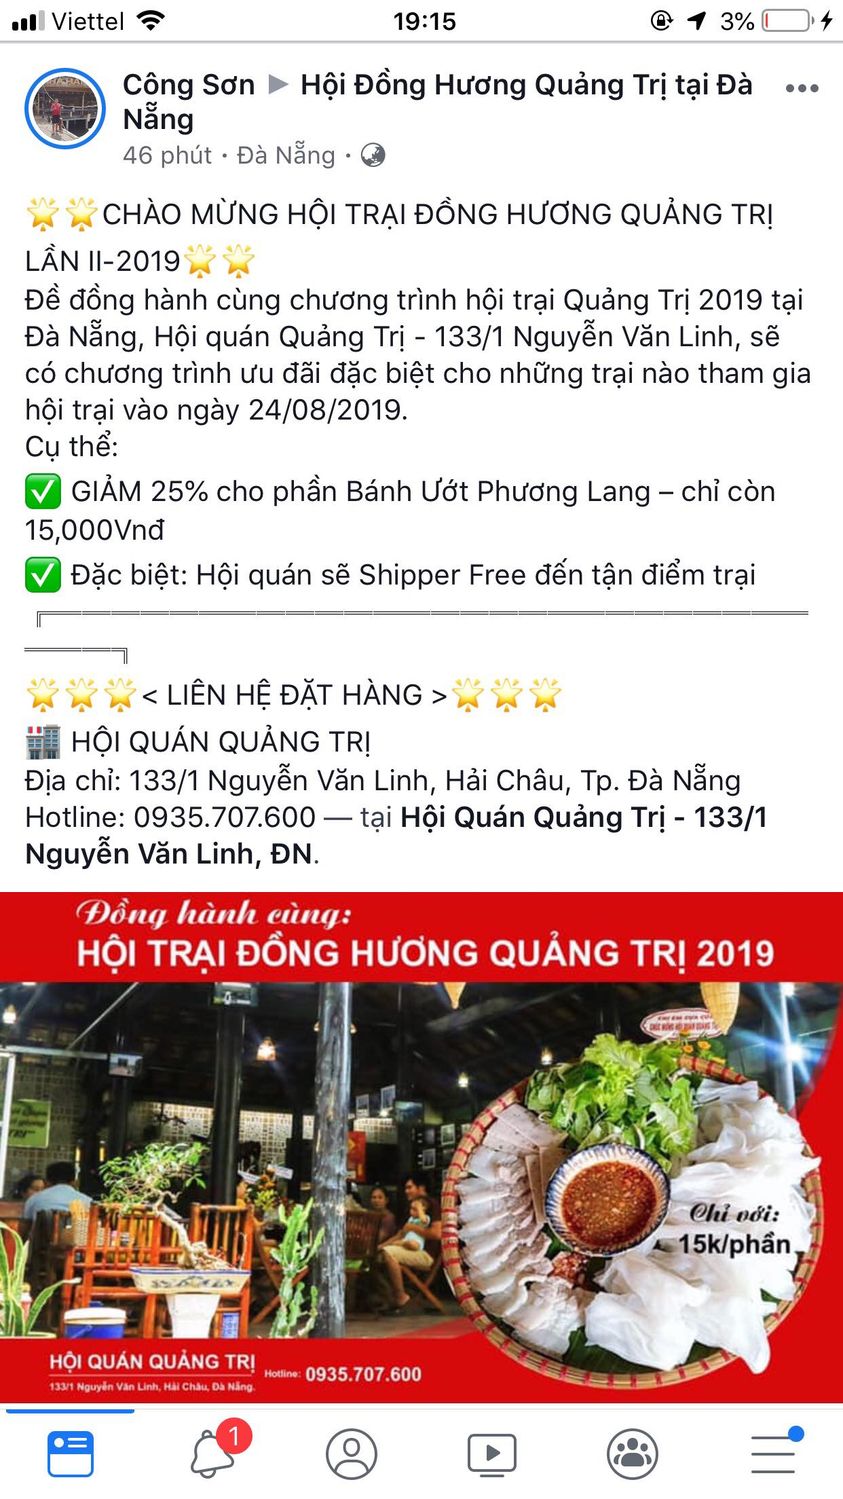 Viettel 19:15 3%
Công Sơn ▶ Hội Đồng Hương Quảng Trị tại Đà
Nẵng
46 phút · Đà Nẵng ·
🌟🌟CHÀO MỪNG HỘI TRẠI ĐỒNG HƯƠNG QUẢNG TRỊ
LẦN II-2019🌟🌟
Để đồng hành cùng chương trình hội trại Quảng Trị 2019 tại
Đà Nẵng, Hội quán Quảng Trị - 133/1 Nguyễn Văn Linh, sẽ
có chương trình ưu đãi đặc biệt cho những trại nào tham gia
hội trại vào ngày 24/08/2019.
Cụ thể:
✅ GIẢM 25% cho phần Bánh Ướt Phương Lang – chỉ còn
15,000Vnđ
✅ Đặc biệt: Hội quán sẽ Shipper Free đến tận điểm trại
╔═══════════════════════════
═══╗
🌟🌟🌟< LIÊN HỆ ĐẶT HÀNG >🌟🌟🌟
🏬 HỘI QUÁN QUẢNG TRỊ
Địa chỉ: 133/1 Nguyễn Văn Linh, Hải Châu, Tp. Đà Nẵng
Hotline: 0935.707.600 — tại Hội Quán Quảng Trị - 133/1
Nguyễn Văn Linh, ĐN.
Đồng hành cùng:
HỘI TRẠI ĐỒNG HƯƠNG QUẢNG TRỊ 2019
Chỉ với:
15k/phần
HỘI QUÁN QUẢNG TRỊ
Hotline: 0935.707.600
133/1 Nguyễn Văn Linh, Hải Châu, Đà Nẵng.
1